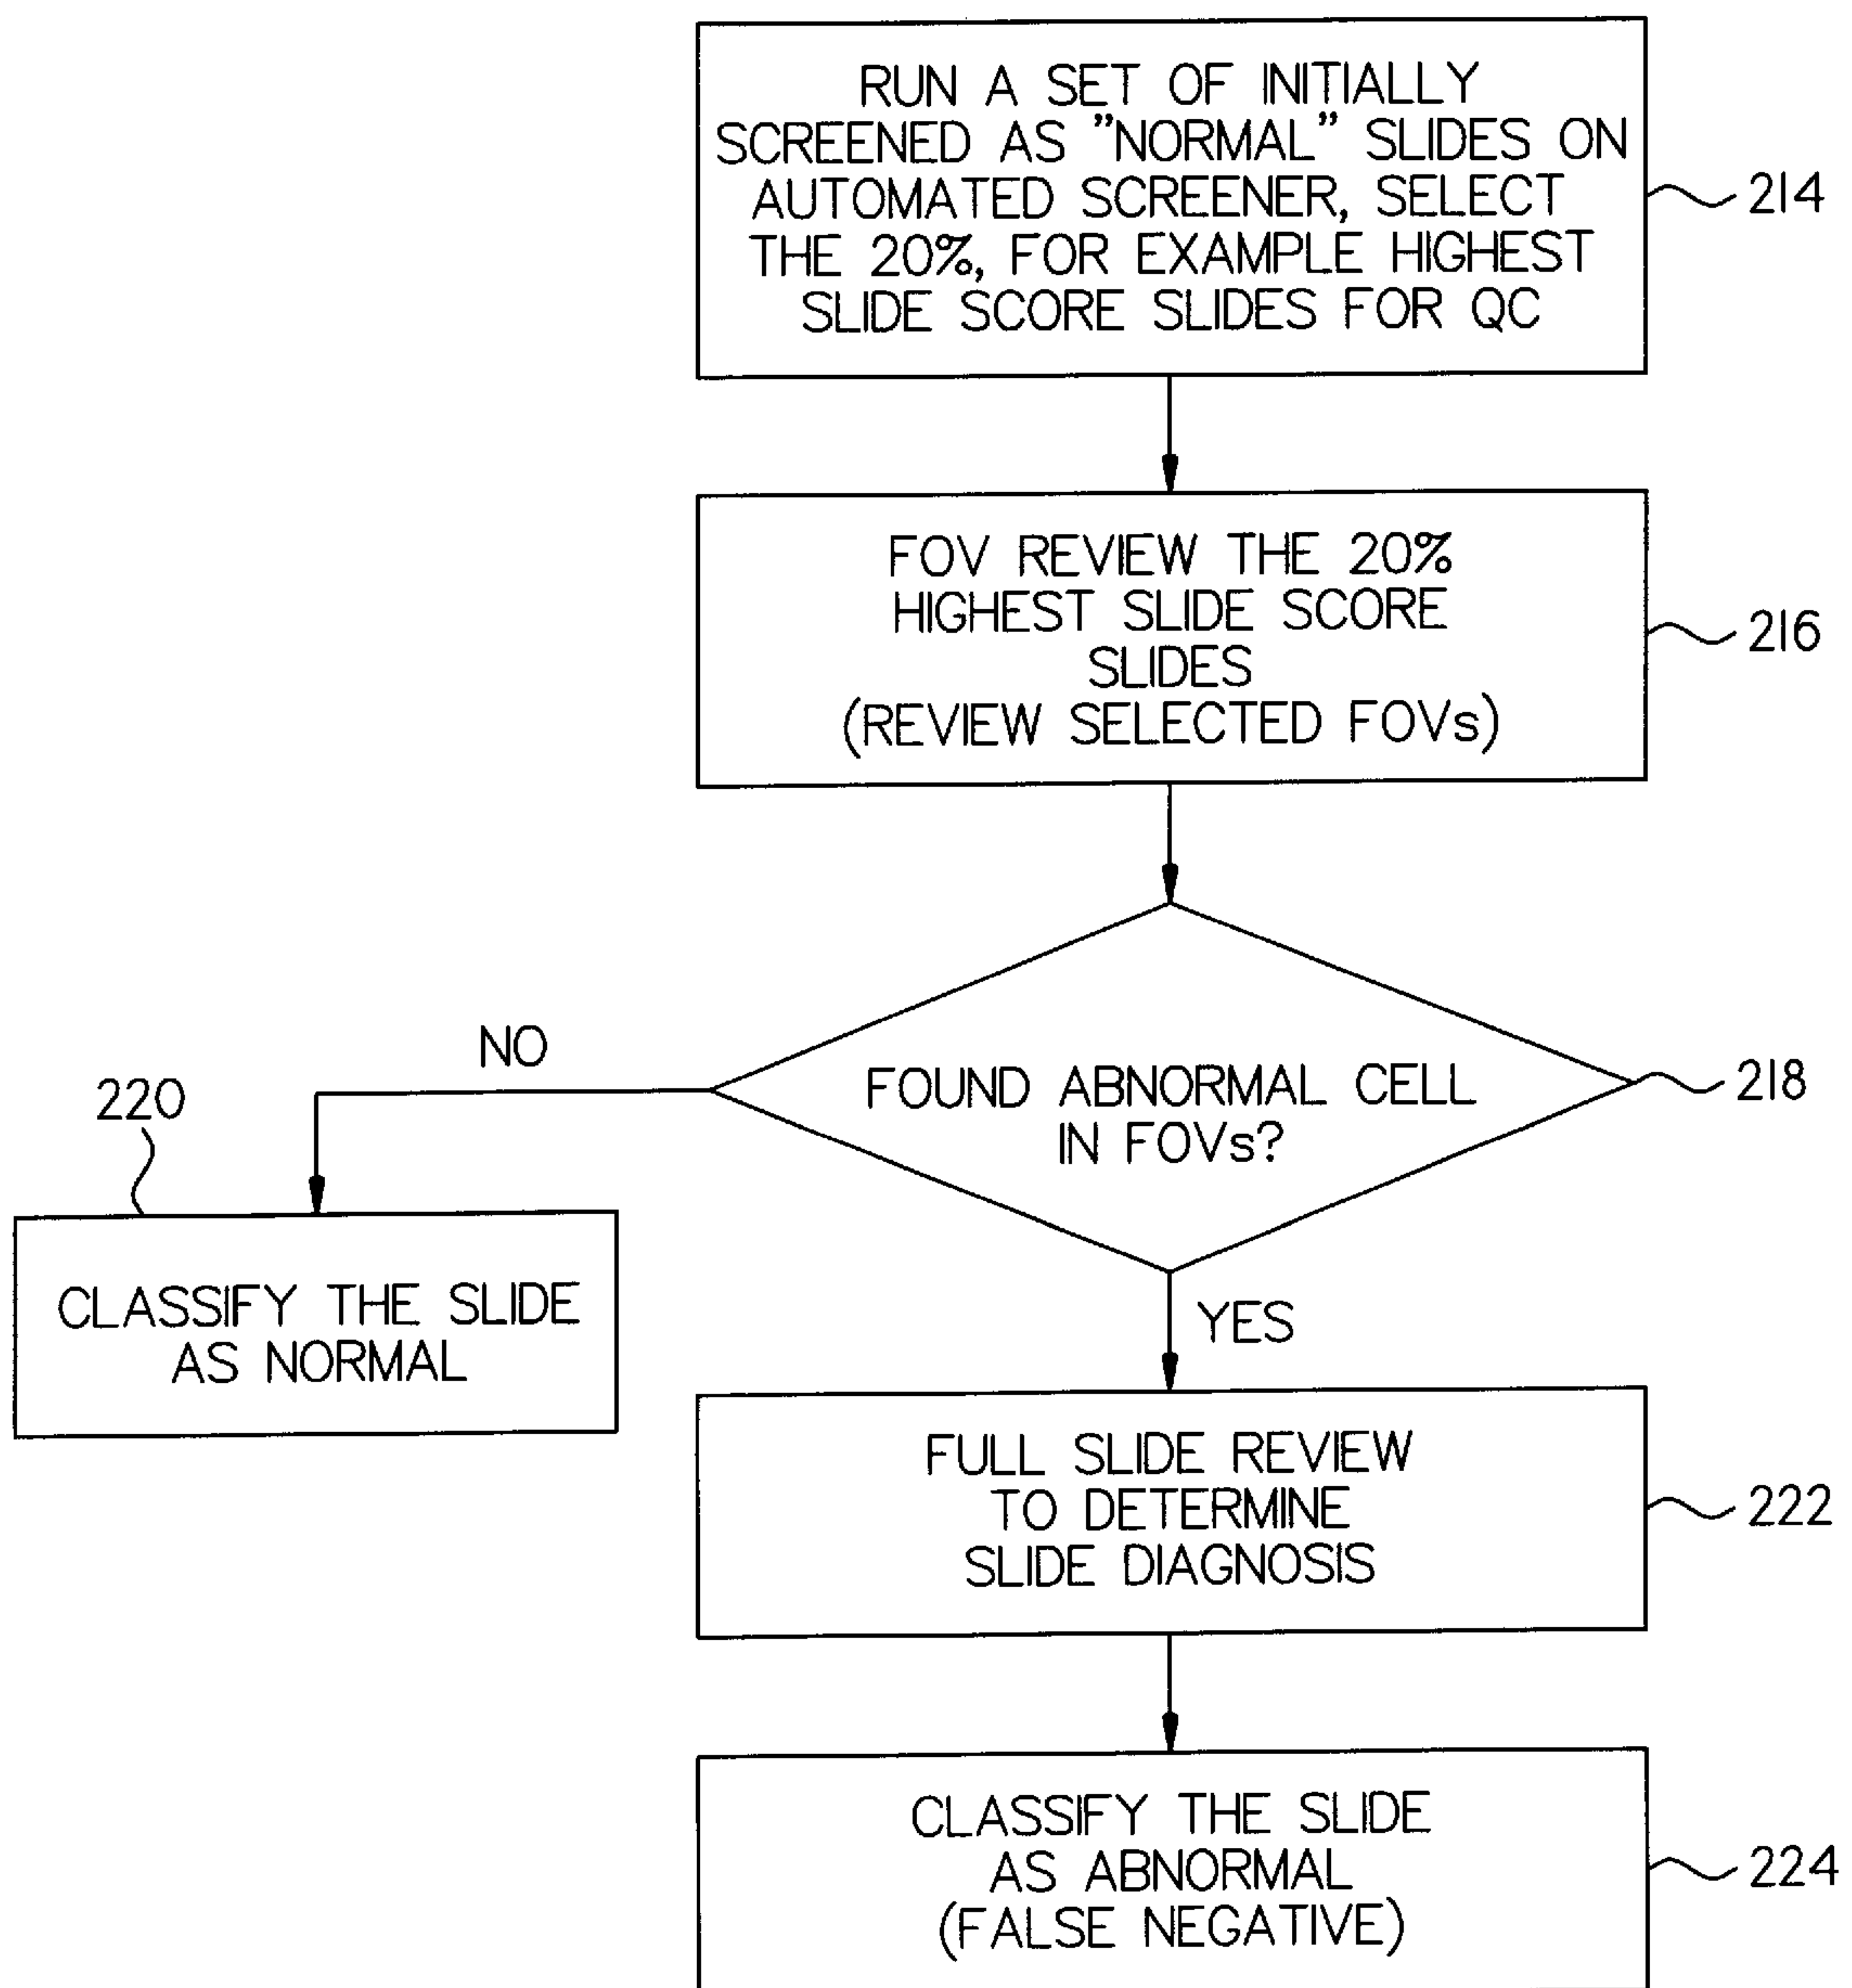 RUN A SET OF INITIALLY
SCREENED AS "NORMAL" SLIDES ON
AUTOMATED SCREENER, SELECT
THE 20%, FOR EXAMPLE HIGHEST
SLIDE SCORE SLIDES FOR QC
214
FOV REVIEW THE 20%
HIGHEST SLIDE SCORE
SLIDES
(REVIEW SELECTED FOVs)
216
FOUND ABNORMAL CELL
IN FOVs?
218
NO
220
CLASSIFY THE SLIDE
AS NORMAL
YES
FULL SLIDE REVIEW
TO DETERMINE
SLIDE DIAGNOSIS
222
CLASSIFY THE SLIDE
AS ABNORMAL
(FALSE NEGATIVE)
224